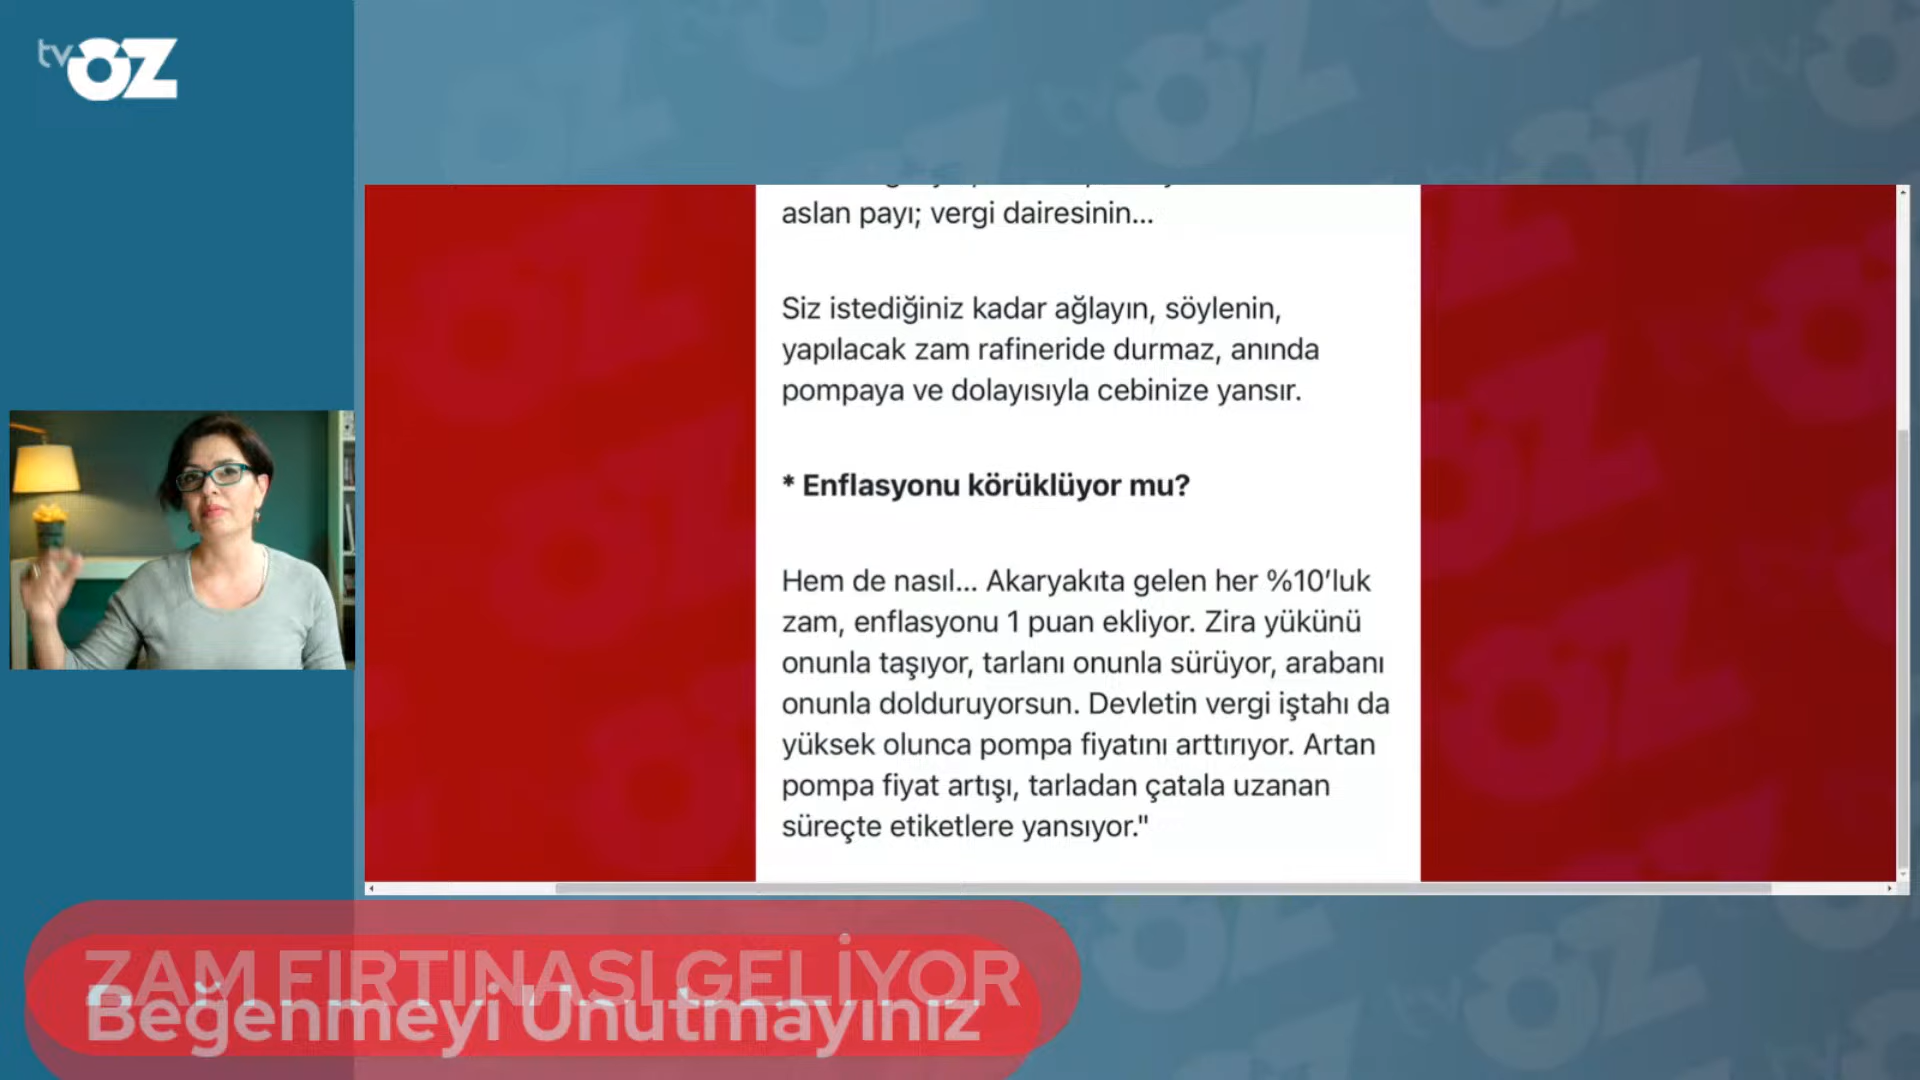 tv ÖZ
aslan payı; vergi dairesinin...
Siz istediğiniz kadar ağlayın, söylenin,
yapılacak zam rafineride durmaz, anında
pompaya ve dolayısıyla cebinize yansır.
* Enflasyonu körüklüyor mu?
Hem de nasıl... Akaryakıta gelen her %10’luk
zam, enflasyonu 1 puan ekliyor. Zira yükünü
onunla taşıyor, tarlanı onunla sürüyor, arabanı
onunla dolduruyorsun. Devletin vergi iştahı da
yüksek olunca pompa fiyatını arttırıyor. Artan
pompa fiyat artışı, tarladan çatala uzanan
süreçte etiketlere yansıyor."
ZAM FIRTINASI GELİYOR
Beğenmeyi Unutmayınız